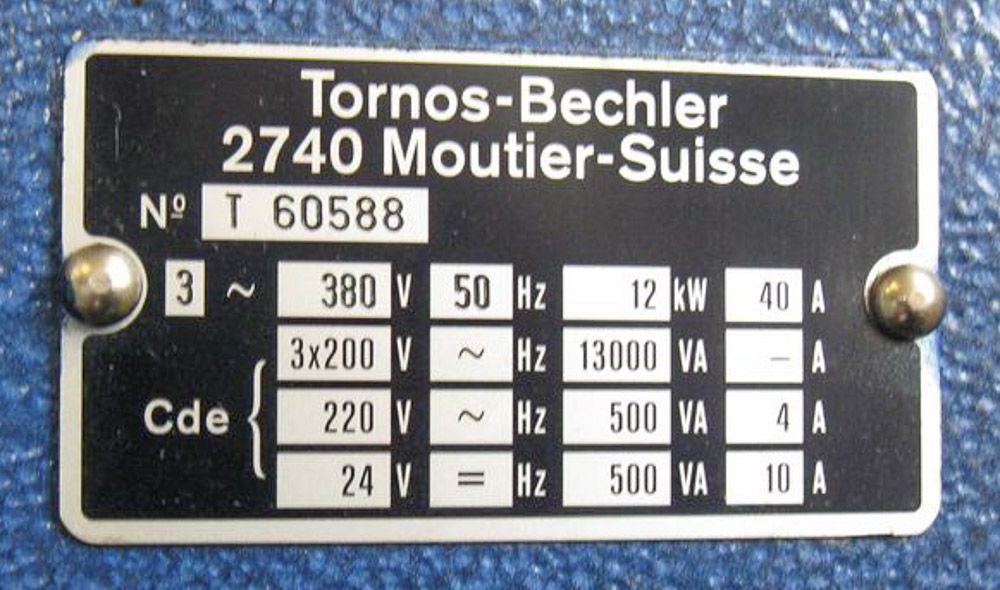 Tornos-Bechler
2740 Moutier-Suisse
Nº T 60588
3 ~ 380 V 50 Hz 12 kW 40 A
3x200 V ~ Hz 13000 VA – A
Cde { 220 V ~ Hz 500 VA 4 A
24 V = Hz 500 VA 10 A